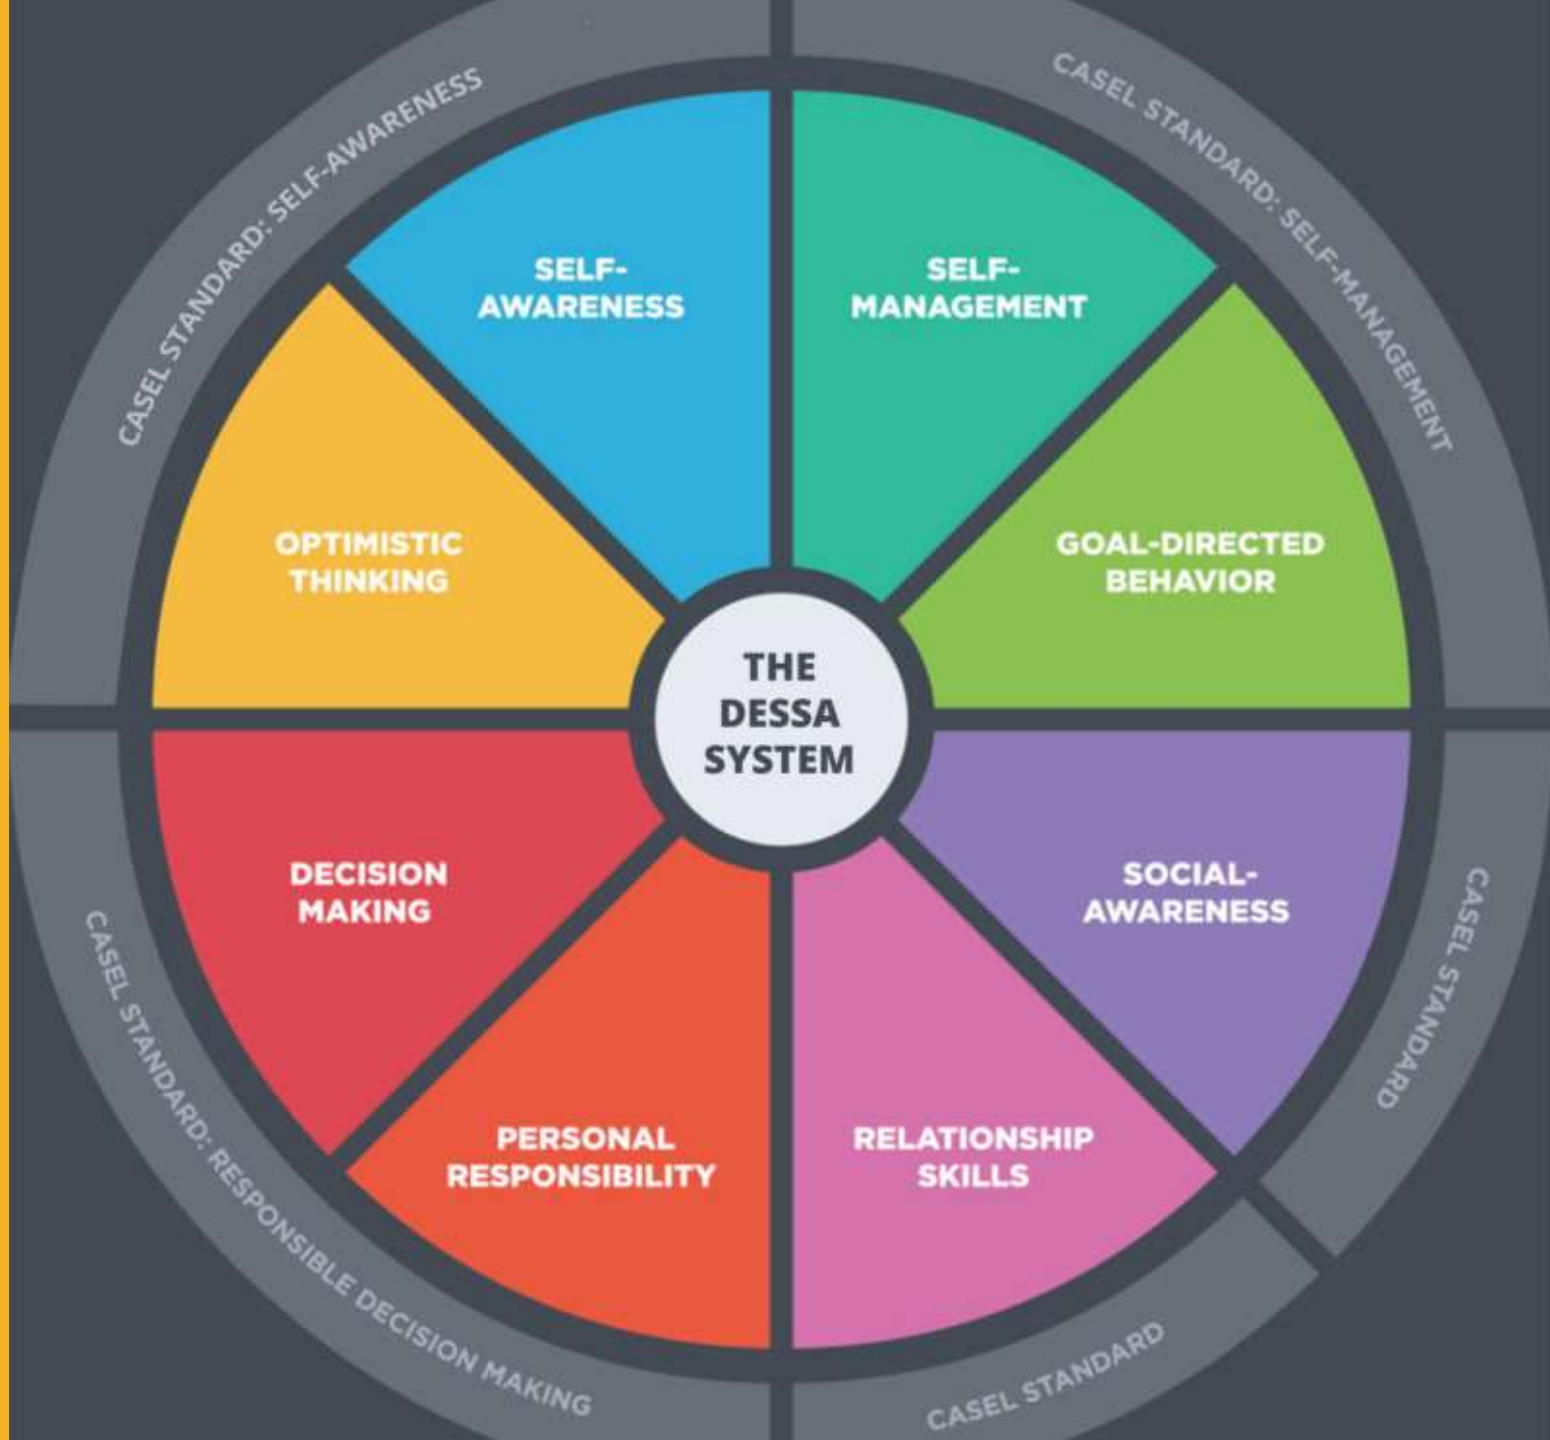 CASEL STANDARD: SELF-AWARENESS
CASEL STANDARD: SELF-MANAGEMENT
SELF-
AWARENESS
SELF-
MANAGEMENT
OPTIMISTIC
THINKING
GOAL-DIRECTED
BEHAVIOR
THE
DESSA
SYSTEM
DECISION
MAKING
SOCIAL-
AWARENESS
PERSONAL
RESPONSIBILITY
RELATIONSHIP
SKILLS
CASEL STANDARD: RESPONSIBLE DECISION MAKING
CASEL STANDARD
CASEL STANDARD